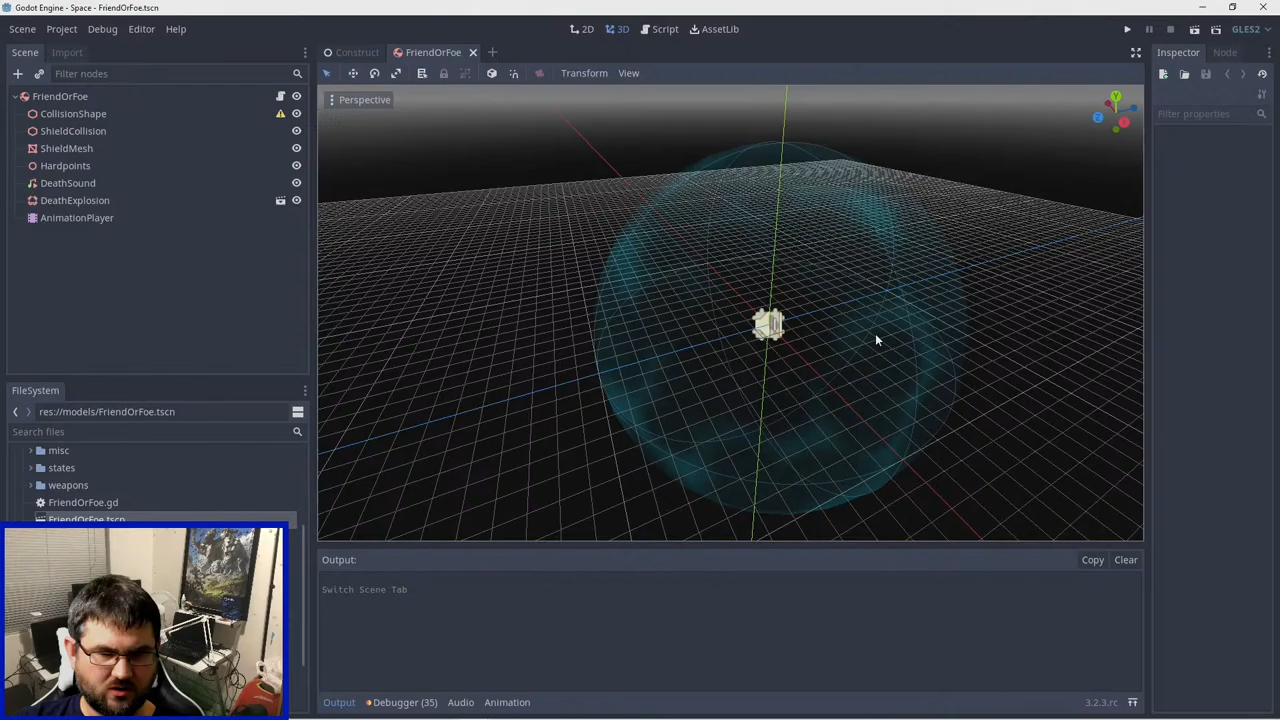 Godot Engine - Space - FriendOrFoe.tscn
Scene Project Debug Editor Help
2D 3D Script AssetLib
GLES2
Scene Import
Construct FriendOrFoe
Inspector Node
Filter nodes
Transform View
FriendOrFoe
Perspective
Y
Z
X
CollisionShape
Filter properties
ShieldCollision
ShieldMesh
Hardpoints
DeathSound
DeathExplosion
AnimationPlayer
FileSystem
res://models/FriendOrFoe.tscn
Search files
misc
states
weapons
FriendOrFoe.gd
FriendOrFoe.tscn
Output:
Copy Clear
Switch Scene Tab
Output Debugger (35) Audio Animation
3.2.3.rc